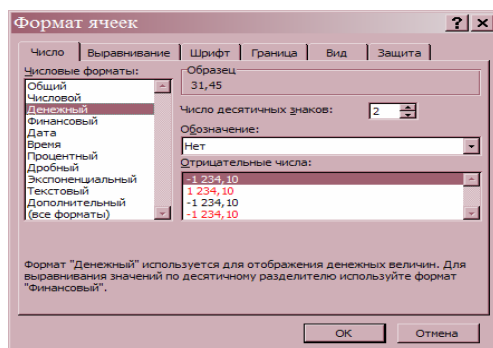 Формат ячеек
Число Выравнивание Шрифт Граница Вид Защита
Числовые форматы:
Общий
Числовой
Денежный
Финансовый
Дата
Время
Процентный
Дробный
Экспоненциальный
Текстовый
Дополнительный
(все форматы)
Образец
31,45
Число десятичных знаков: 2
Обозначение:
Нет
Отрицательные числа:
-1 234,10
1 234,10
-1 234,10
-1 234,10
Формат "Денежный" используется для отображения денежных величин. Для
выравнивания значений по десятичному разделителю используйте формат
"Финансовый".
OK Отмена